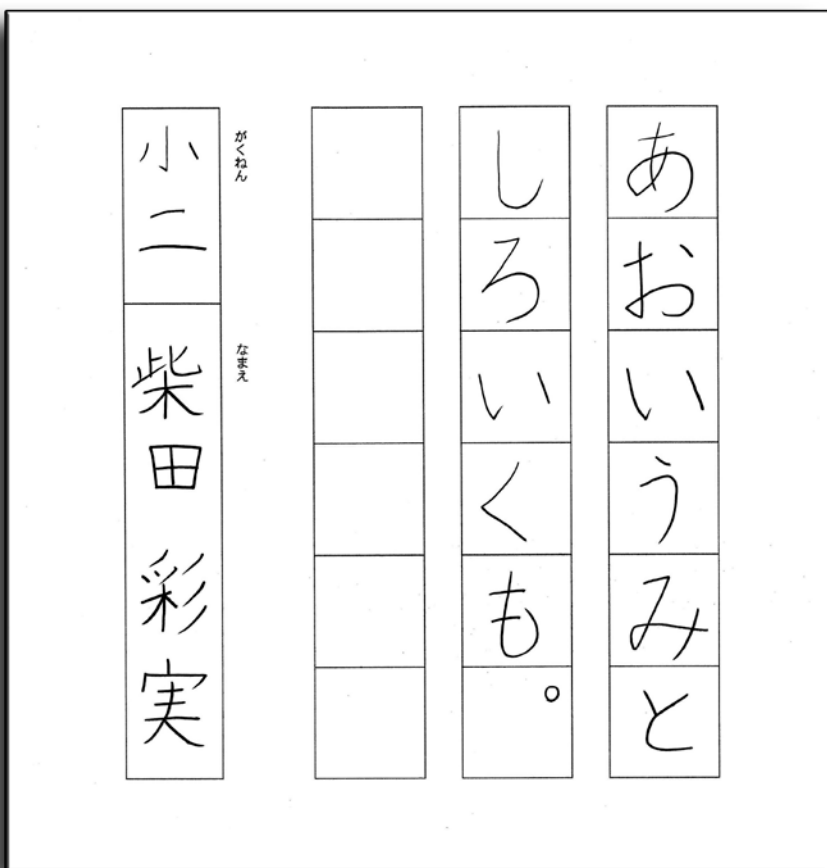 あおいうみと
しろいくも。
がくねん
小二
なまえ
柴田 彩実